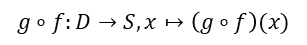 g ∘ f: D → S, x ↦ (g ∘ f)(x)